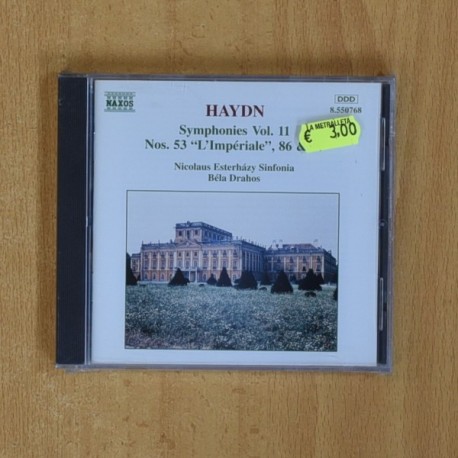 NAXOS
DDD
8.550768
HAYDN
LA METRALLETA
€ 3,00
Symphonies Vol. 11
Nos. 53 "L'Impériale", 86 &
Nicolaus Esterházy Sinfonia
Béla Drahos